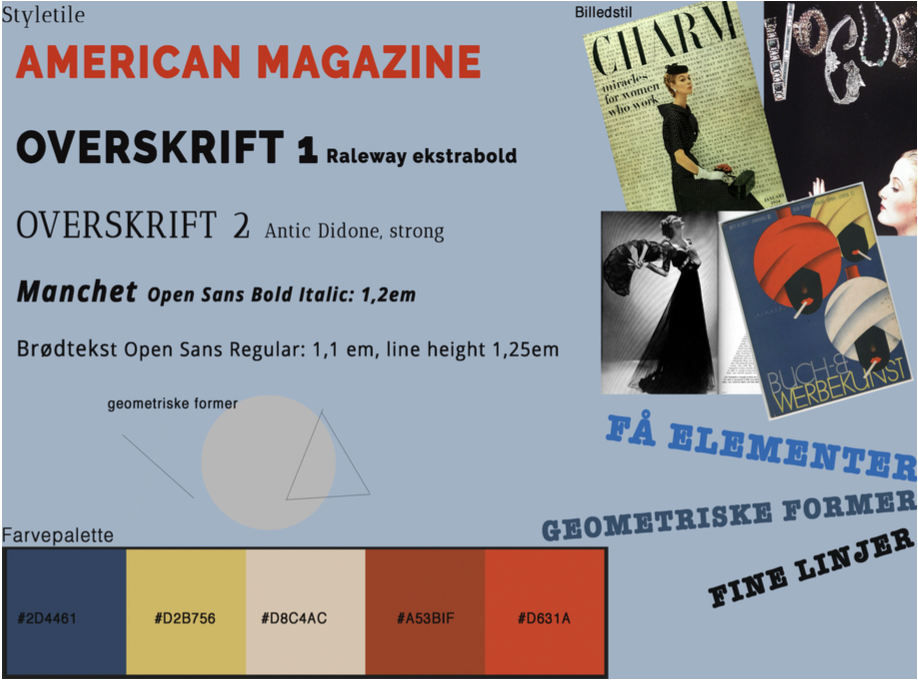 Styletile
AMERICAN MAGAZINE
OVERSKRIFT 1 Raleway ekstrabold
OVERSKRIFT 2 Antic Didone, strong
Manchet Open Sans Bold Italic: 1,2em
Brødtekst Open Sans Regular: 1,1 em, line height 1,25em
geometriske former
Farvepalette
#2D4461
#D2B756
#D8C4AC
#A53BIF
#D631A
Billedstil
CHARM
miracles
for women
who work
JANUARY
VOGUE
BUCH-&
WERBEKUNST
FÅ ELEMENTER
GEOMETRISKE FORMER
FINE LINJER